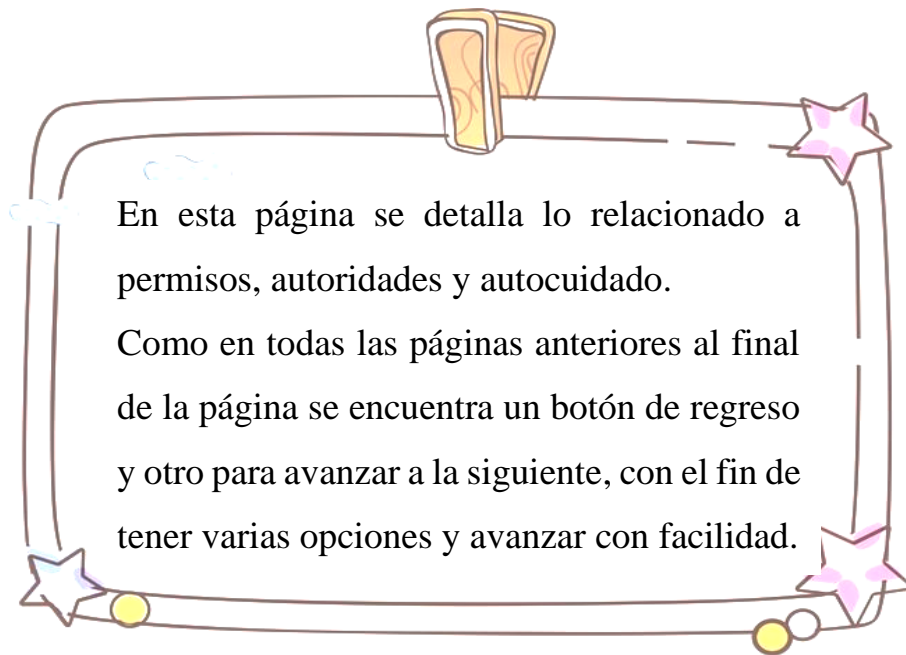 En esta página se detalla lo relacionado a
permisos, autoridades y autocuidado.
Como en todas las páginas anteriores al final
de la página se encuentra un botón de regreso
y otro para avanzar a la siguiente, con el fin de
tener varias opciones y avanzar con facilidad.